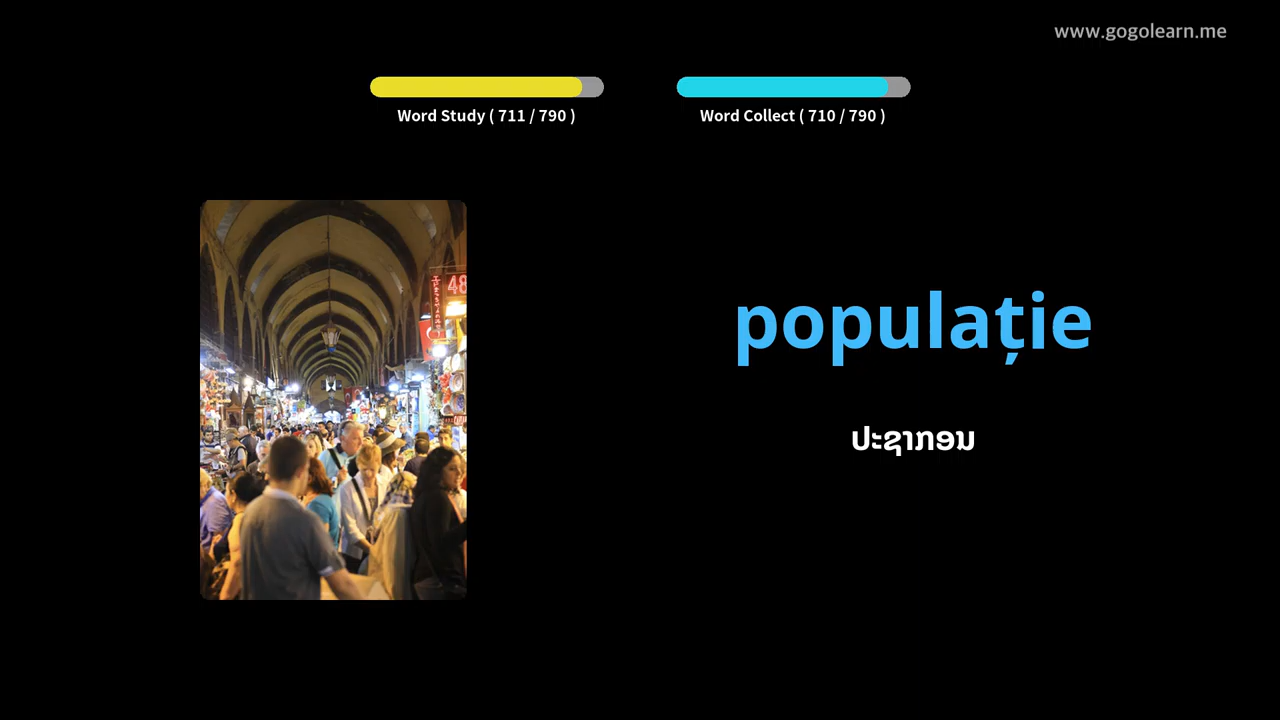 www.gogolearn.me
Word Study ( 711 / 790 )
Word Collect ( 710 / 790 )
48
populație
ປະຊາກອນ